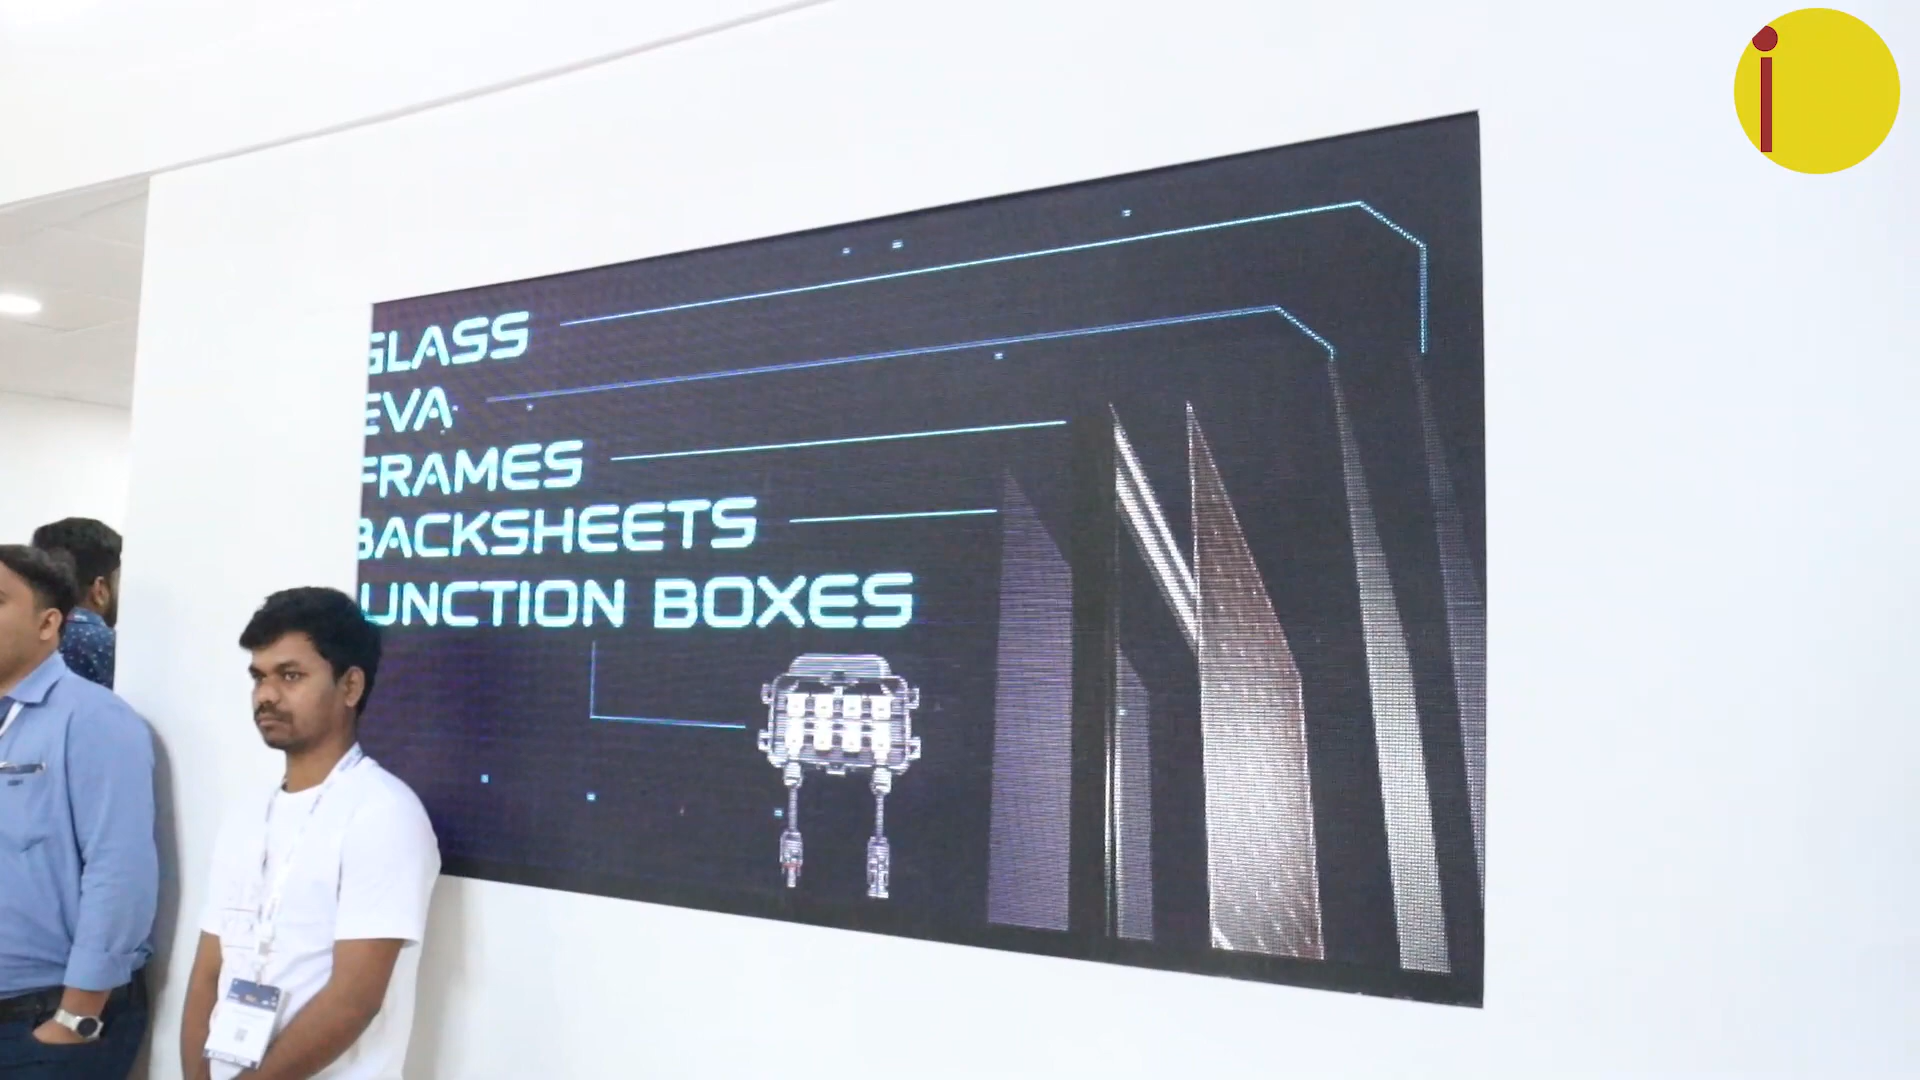 GLASS
EVA
FRAMES
BACKSHEETS
UNCTION BOXES
i